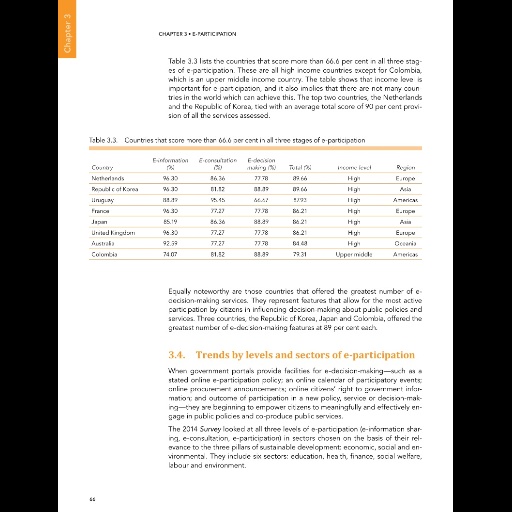 Chapter 3
CHAPTER 3 • E-PARTICIPATION
Table 3.3 lists the countries that score more than 66.6 per cent in all three stag-
es of e-participation. These are all high income countries except for Colombia,
which is an upper middle income country. The table shows that income level is
important for e-participation, and it also implies that there are not many coun-
tries in the world which can achieve this. The top two countries, the Netherlands
and the Republic of Korea, tied with an average total score of 90 per cent provi-
sion of all the services assessed.
Table 3.3. Countries that score more than 66.6 per cent in all three stages of e-participation
E-information E-consultation E-decision
Country (%) (%) making (%) Total (%) Income level Region
Netherlands 96.30 86.36 77.78 89.66 High Europe
Republic of Korea 96.30 81.82 88.89 89.66 High Asia
Uruguay 88.89 95.45 66.67 87.93 High Americas
France 96.30 77.27 77.78 86.21 High Europe
Japan 85.19 86.36 88.89 86.21 High Asia
United Kingdom 96.30 77.27 77.78 86.21 High Europe
Australia 92.59 77.27 77.78 84.48 High Oceania
Colombia 74.07 81.82 88.89 79.31 Upper middle Americas
Equally noteworthy are those countries that offered the greatest number of e-
decision-making services. They represent features that allow for the most active
participation by citizens in influencing decision-making about public policies and
services. Three countries, the Republic of Korea, Japan and Colombia, offered the
greatest number of e-decision-making features at 89 per cent each.
3.4. Trends by levels and sectors of e-participation
When government portals provide facilities for e-decision-making—such as a
stated online e-participation policy; an online calendar of participatory events;
online procurement announcements; online citizens' right to government infor-
mation; and outcome of participation in a new policy, service or decision-mak-
ing—they are beginning to empower citizens to meaningfully and effectively en-
gage in public policies and co-produce public services.
The 2014 Survey looked at all three levels of e-participation (e-information shar-
ing, e-consultation, e-participation) in sectors chosen on the basis of their rel-
evance to the three pillars of sustainable development: economic, social and en-
vironmental. They include six sectors: education, health, finance, social welfare,
labour and environment.
66